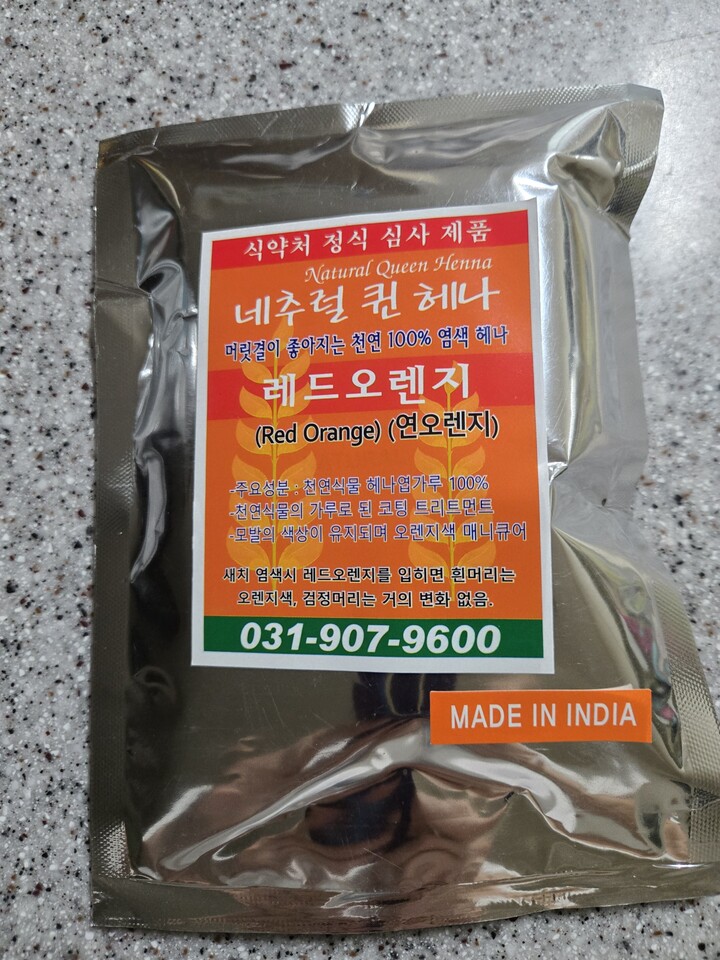 식약처 정식 심사 제품
Natural Queen Henna
네추럴 퀸 헤나
머릿결이 좋아지는 천연 100% 염색 헤나
레드오렌지
(Red Orange) (연오렌지)
-주요성분 : 천연식물 헤나엽가루 100%
-천연식물의 가루로 된 코팅 트리트먼트
-모발의 색상이 유지되며 오렌지색 매니큐어
새치 염색시 레드오렌지를 입히면 흰머리는
오렌지색, 검정머리는 거의 변화 없음.
031-907-9600
MADE IN INDIA